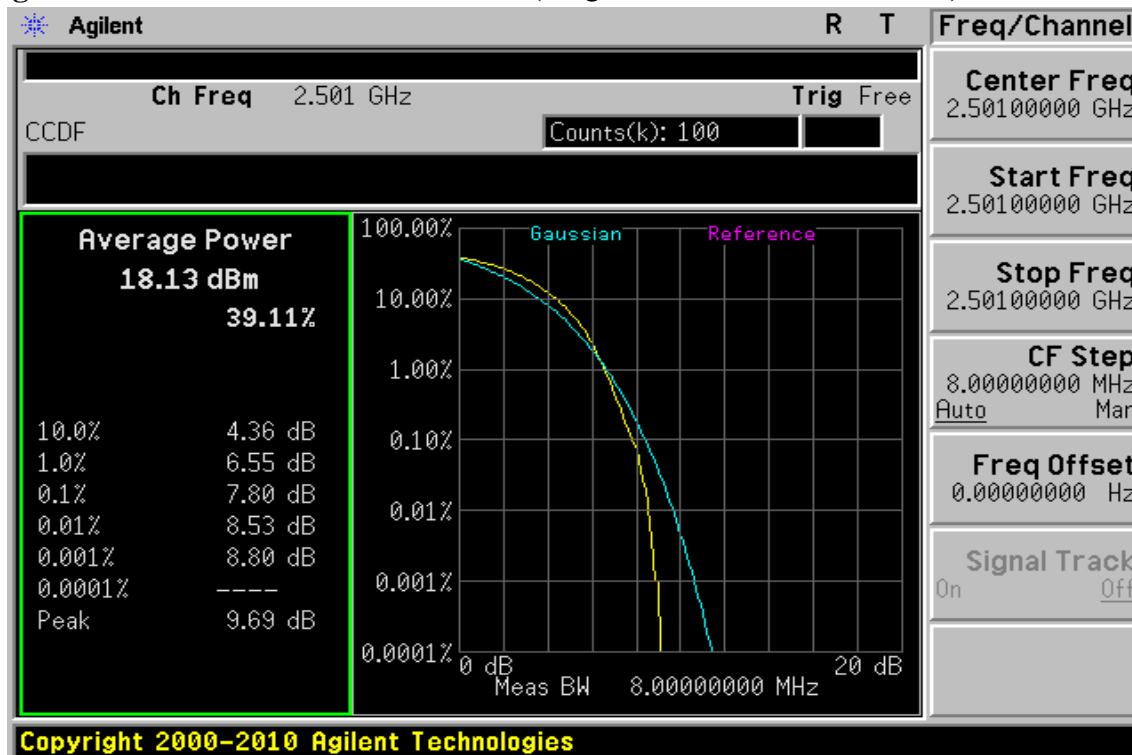 Agilent R T
Freq/Channel
Ch Freq 2.501 GHz Trig Free
CCDF Counts(k): 100
Average Power
18.13 dBm
39.11%
10.0% 4.36 dB
1.0% 6.55 dB
0.1% 7.80 dB
0.01% 8.53 dB
0.001% 8.80 dB
0.0001% ----
Peak 9.69 dB
Gaussian Reference
100.00%
10.00%
1.00%
0.10%
0.01%
0.001%
0.0001%
0 dB 20 dB
Meas BW 8.00000000 MHz
Center Freq
2.50100000 GHz
Start Freq
2.50100000 GHz
Stop Freq
2.50100000 GHz
CF Step
8.00000000 MHz
Auto Man
Freq Offset
0.00000000 Hz
Signal Track
On Off
Copyright 2000-2010 Agilent Technologies